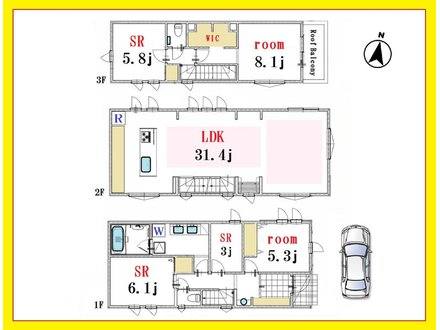 SR
5.8j
WIC
room
8.1j
Roof Balcony
N
3F
R
LDK
31.4j
2F
W
SR
3j
room
5.3j
SR
6.1j
1F